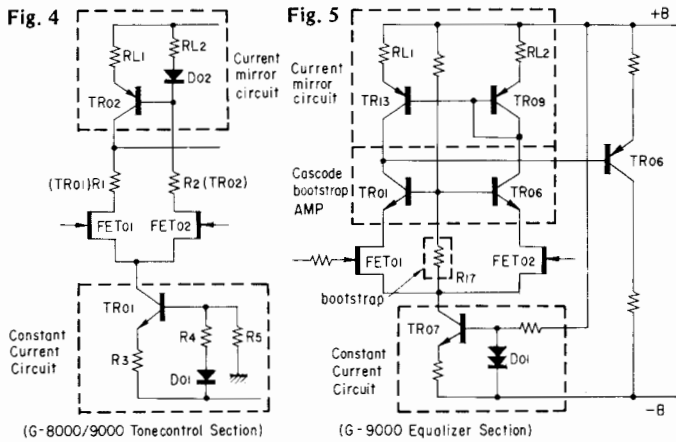 Fig. 4
RL1
RL2
D02
TR02
Current mirror
circuit
(TR01)R1
R2(TR02)
FET01
FET02
TR01
R4
R5
R3
D01
Constant
Current
Circuit
(G-8000/9000 Tonecontrol Section)
Fig. 5
+B
RL1
RL2
Current
mirror
circuit
TR13
TR09
TR06
Cascode
bootstrap
AMP
TR01
TR06
FET01
FET02
R17
bootstrap
TR07
D01
Constant
Current
Circuit
-B
(G-9000 Equalizer Section)